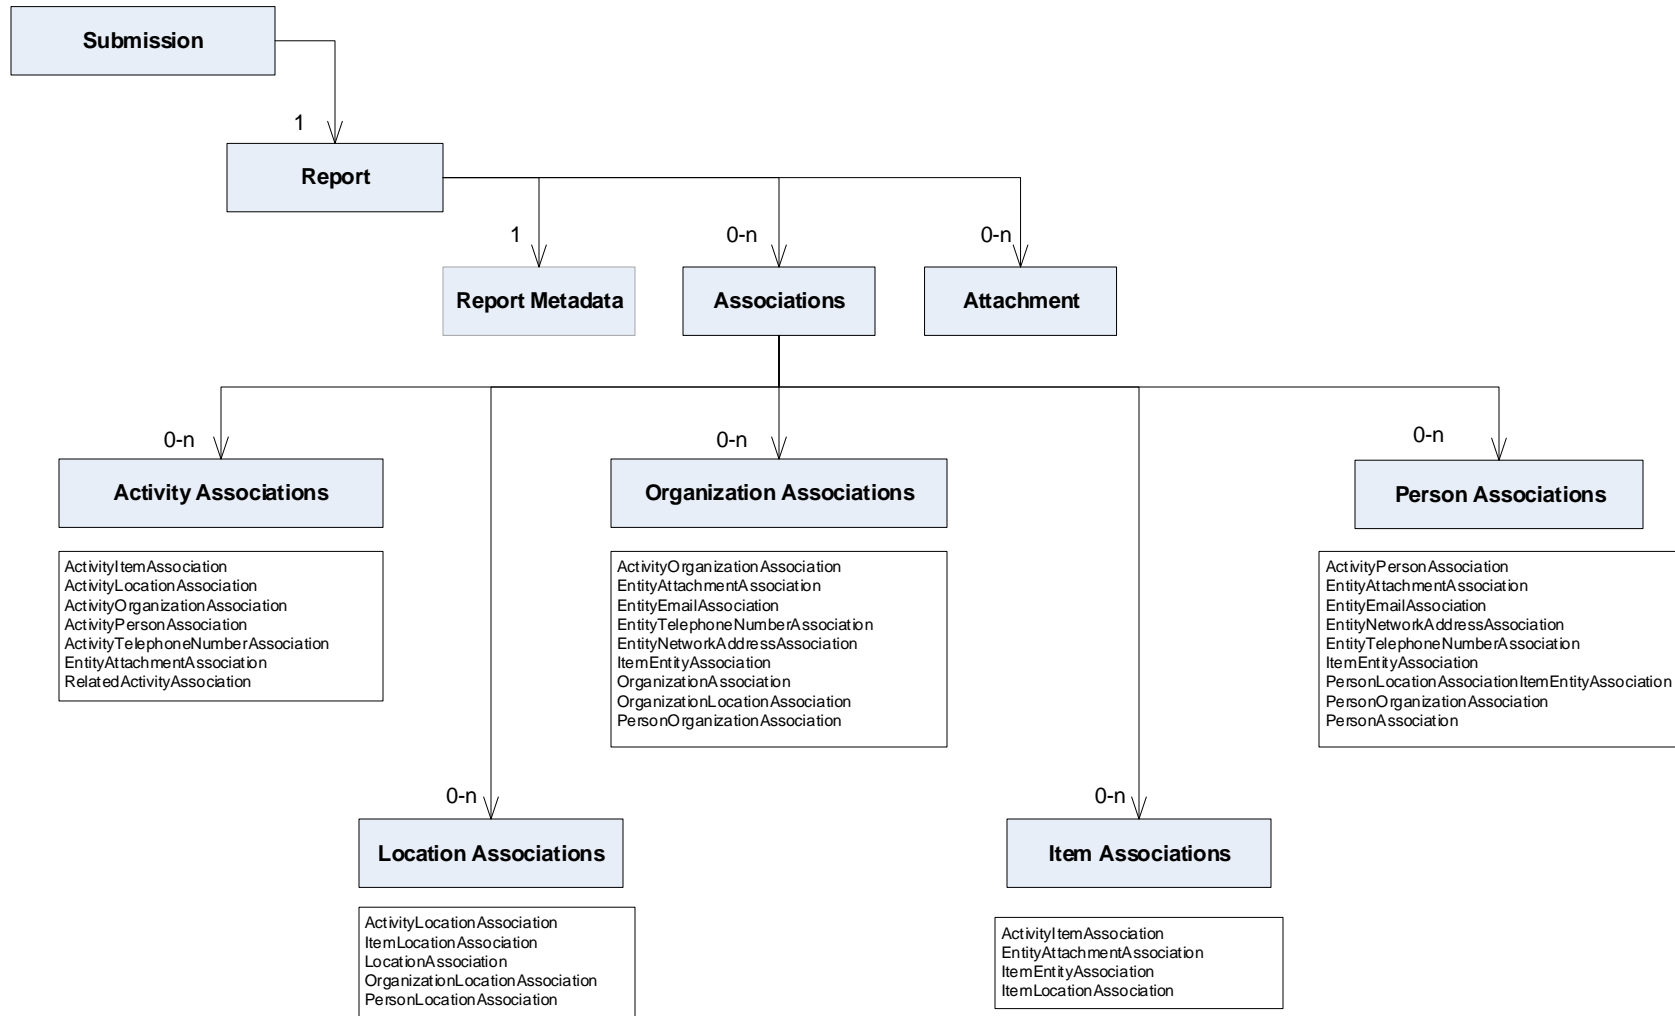 Submission
1
Report
1
0-n
0-n
Report Metadata
Associations
Attachment
0-n
0-n
0-n
Activity Associations
Organization Associations
Person Associations
ActivityItemAssociation
ActivityLocationAssociation
ActivityOrganizationAssociation
ActivityPersonAssociation
ActivityTelephoneNumberAssociation
EntityAttachmentAssociation
RelatedActivityAssociation
ActivityOrganizationAssociation
EntityAttachmentAssociation
EntityEmailAssociation
EntityTelephoneNumberAssociation
EntityNetworkAddressAssociation
ItemEntityAssociation
OrganizationAssociation
OrganizationLocationAssociation
PersonOrganizationAssociation
ActivityPersonAssociation
EntityAttachmentAssociation
EntityEmailAssociation
EntityNetworkAddressAssociation
EntityTelephoneNumberAssociation
ItemEntityAssociation
PersonLocationAssociationItemEntityAssociation
PersonOrganizationAssociation
PersonAssociation
0-n
0-n
Location Associations
Item Associations
ActivityLocationAssociation
ItemLocationAssociation
LocationAssociation
OrganizationLocationAssociation
PersonLocationAssociation
ActivityItemAssociation
EntityAttachmentAssociation
ItemEntityAssociation
ItemLocationAssociation